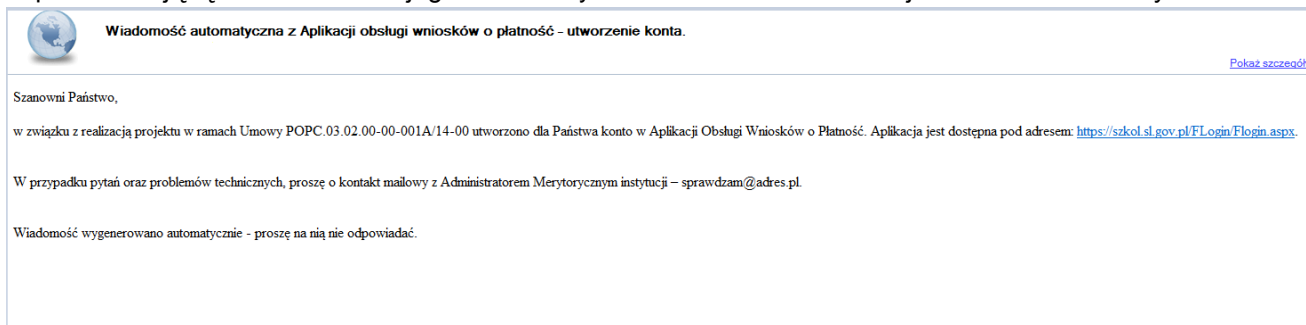 Wiadomość automatyczna z Aplikacji obsługi wniosków o płatność - utworzenie konta.
Pokaż szczegół
Szanowni Państwo,
w związku z realizacją projektu w ramach Umowy POPC.03.02.00-00-001A/14-00 utworzono dla Państwa konto w Aplikacji Obsługi Wniosków o Płatność. Aplikacja jest dostępna pod adresem: https://szkol.sl.gov.pl/FLogin/Flogin.aspx.
W przypadku pytań oraz problemów technicznych, proszę o kontakt mailowy z Administratorem Merytorycznym instytucji – sprawdzam@adres.pl.
Wiadomość wygenerowano automatycznie - proszę na nią nie odpowiadać.